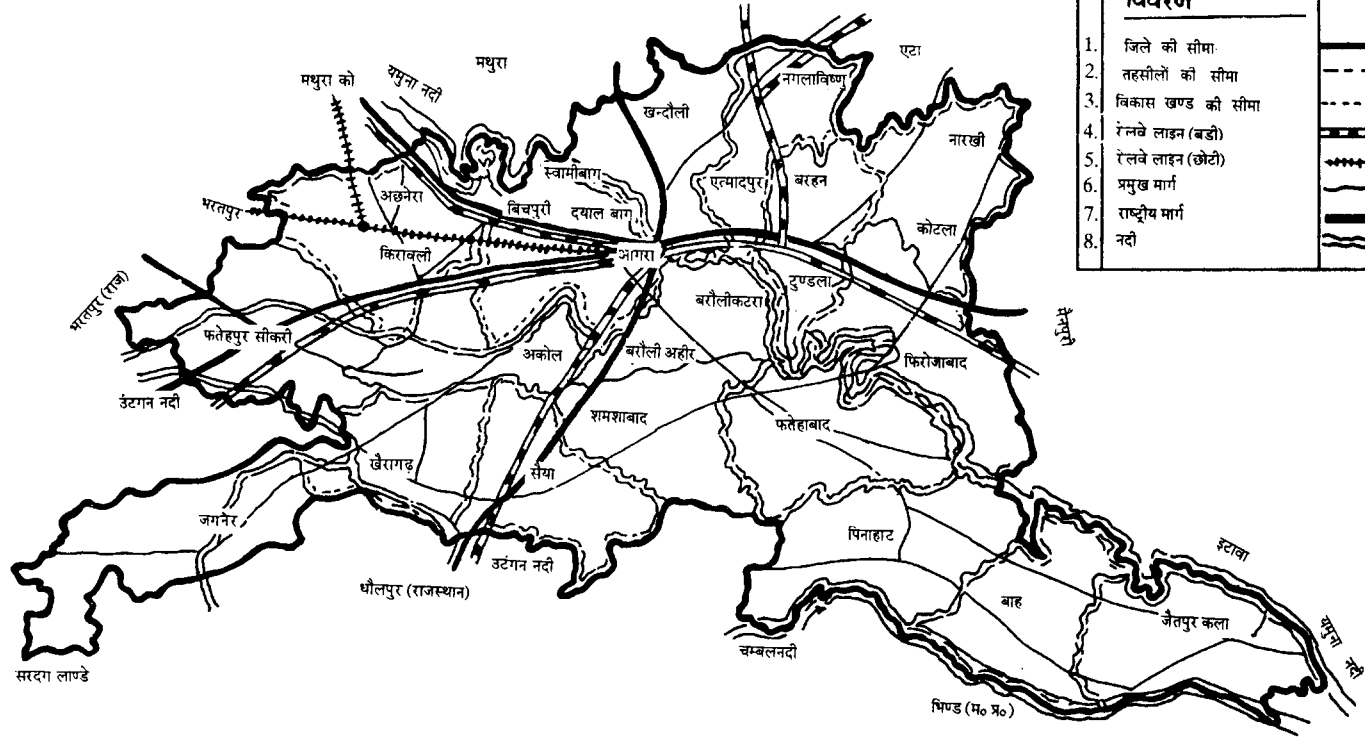 विवरण
1. जिले की सीमा
2. तहसीलों की सीमा
3. विकास खण्ड की सीमा
4. रेलवे लाइन (बडी)
5. रेलवे लाइन (छोटी)
6. प्रमुख मार्ग
7. राष्ट्रीय मार्ग
8. नदी
एटा
मथुरा
यमुना नदी
मथुरा को
नगलाविष्णु
खन्दौली
नारखी
स्वामीबाग
एत्मादपुर
बरहन
अछनेरा
बिचपुरी
दयाल बाग
भरतपुर
कोटला
किरावली
आगरा
टुण्डला
बरौलीकटरा
भरतपुर (राज)
मैनपुरी
फतेहपुर सीकरी
अकोल
बरौली अहीर
फिरोजाबाद
उंटगन नदी
शमशाबाद
फतेहाबाद
खैरागढ़
सैया
जगनेर
पिनाहाट
इटावा
उटंगन नदी
धौलपुर (राजस्थान)
बाह
जैतपुर कला
यमुना नदी
चम्बलनदी
सरदग लाण्डे
भिण्ड (म० प्र०)